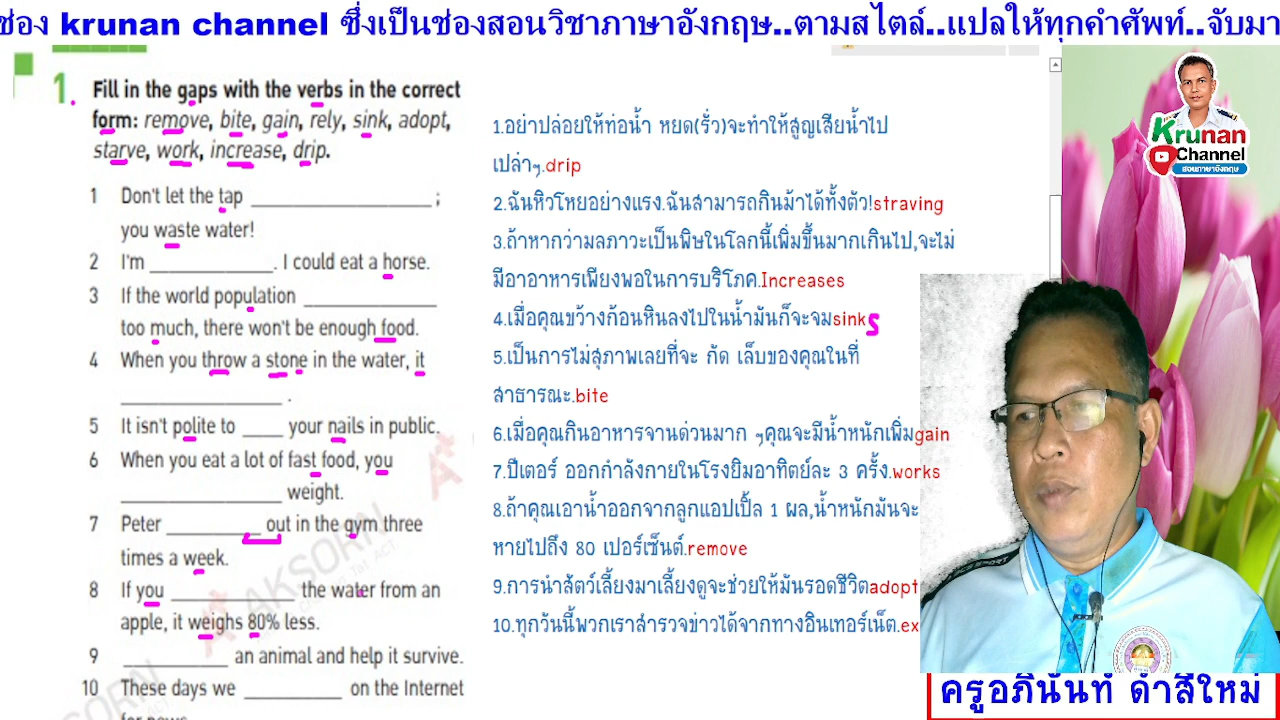 ช่อง krunan channel ซึ่งเป็นช่องสอนวิชาภาษาอังกฤษ..ตามสไตล์..แปลให้ทุกคำศัพท์..จับมา
1. Fill in the gaps with the verbs in the correct
form: remove, bite, gain, rely, sink, adopt,
starve, work, increase, drip.
1 Don't let the tap ____________ ;
you waste water!
2 I'm ____________. I could eat a horse.
3 If the world population ____________
too much, there won't be enough food.
4 When you throw a stone in the water, it
____________ .
5 It isn't polite to ____ your nails in public.
6 When you eat a lot of fast food, you
____________ weight.
7 Peter __________ out in the gym three
times a week.
8 If you ____________ the water from an
apple, it weighs 80% less.
9 __________ an animal and help it survive.
10 These days we __________ on the Internet
for news.
1.อย่าปล่อยให้ท่อน้ำ หยด(รั่ว)จะทำให้สูญเสียน้ำไป
เปล่าๆ.drip
2.ฉันหิวโหยอย่างแรง.ฉันสามารถกินม้าได้ทั้งตัว!straving
3.ถ้าหากว่ามลภาวะเป็นพิษในโลกนี้เพิ่มขึ้นมากเกินไป,จะไม่
มีอาอาหารเพียงพอในการบริโภค.Increases
4.เมื่อคุณขว้างก้อนหินลงไปในน้ำมันก็จะจมsinks
5.เป็นการไม่สุภาพเลยที่จะ กัด เล็บของคุณในที่
สาธารณะ.bite
6.เมื่อคุณกินอาหารจานด่วนมาก ๆคุณจะมีน้ำหนักเพิ่มgain
7.ปีเตอร์ ออกกำลังกายในโรงยิมอาทิตย์ละ 3 ครั้ง.works
8.ถ้าคุณเอาน้ำออกจากลูกแอปเปิ้ล 1 ผล,น้ำหนักมันจะ
หายไปถึง 80 เปอร์เซ็นต์.remove
9.การนำสัตว์เลี้ยงมาเลี้ยงดูจะช่วยให้มันรอดชีวิตadopt
10.ทุกวันนี้พวกเราสำรวจข่าวได้จากทางอินเทอร์เน็ต.ex
Krunan
Channel
สอนภาษาอังกฤษ
AKSORN
ครูอภินันท์ ดำสีใหม่